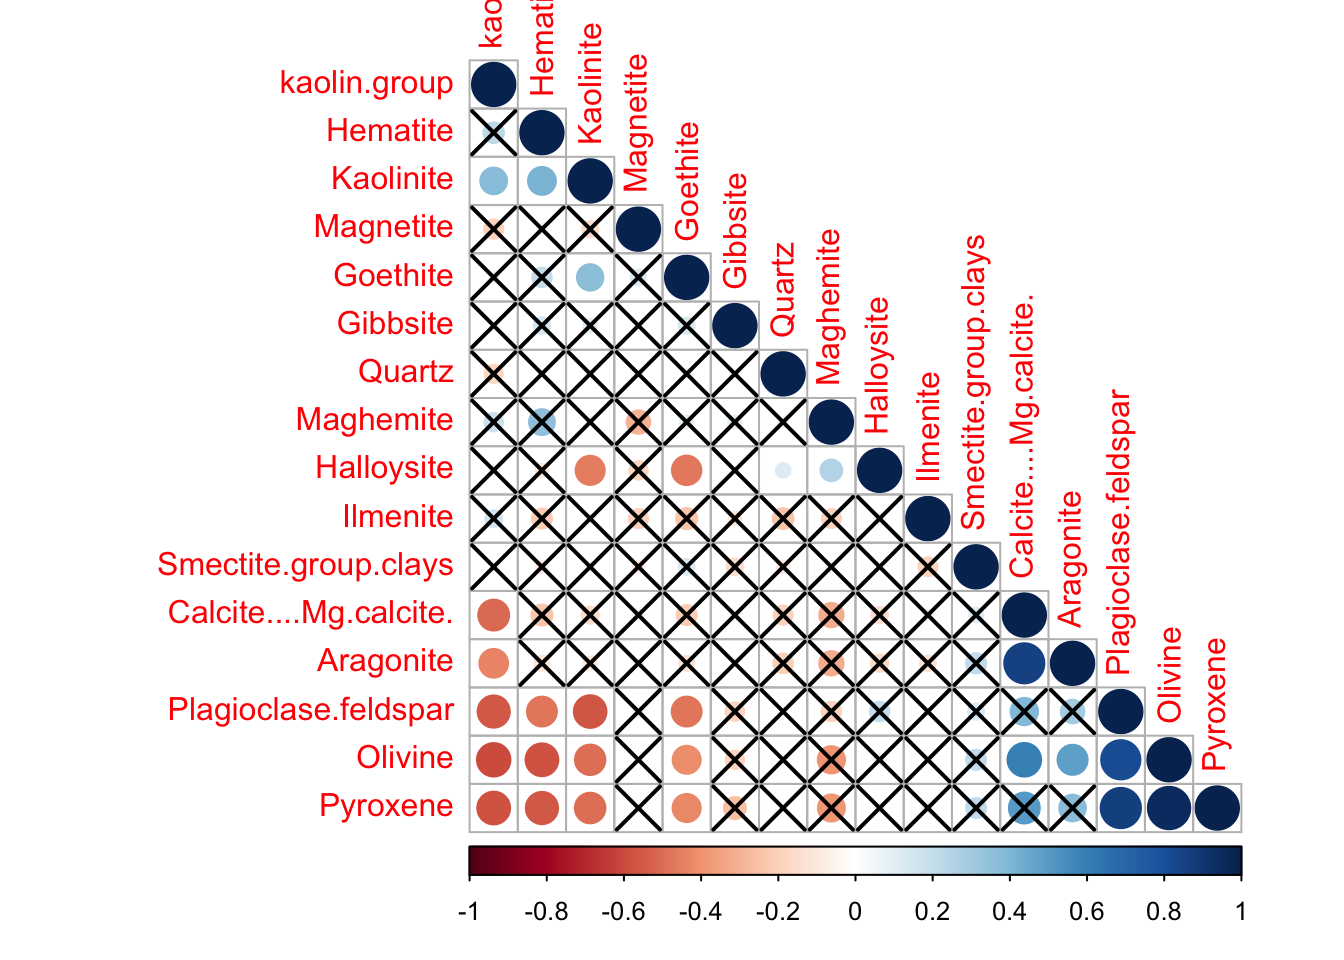 kao
Hemati
Kaolinite
Magnetite
Goethite
Gibbsite
Quartz
Maghemite
Halloysite
Ilmenite
Smectite.group.clays
Calcite....Mg.calcite.
Aragonite
Plagioclase.feldspar
Olivine
Pyroxene
kaolin.group
Hematite
Kaolinite
Magnetite
Goethite
Gibbsite
Quartz
Maghemite
Halloysite
Ilmenite
Smectite.group.clays
Calcite....Mg.calcite.
Aragonite
Plagioclase.feldspar
Olivine
Pyroxene
-1 -0.8 -0.6 -0.4 -0.2 0 0.2 0.4 0.6 0.8 1